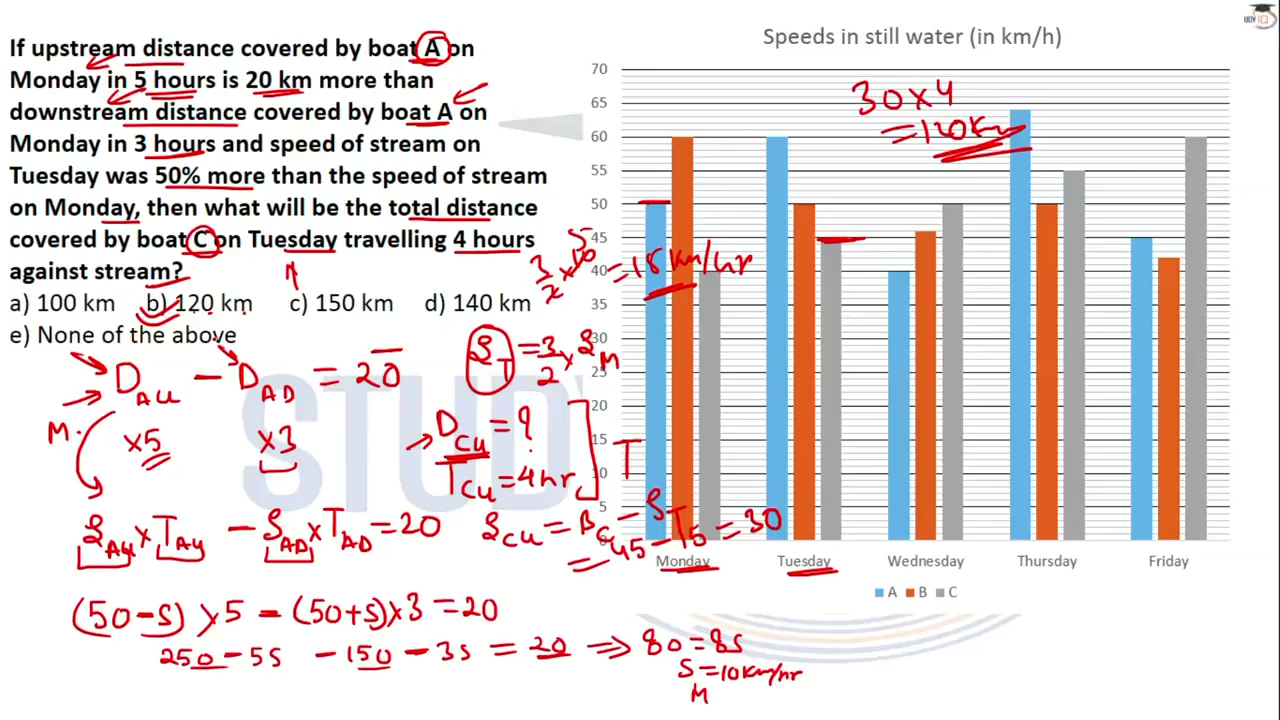 If upstream distance covered by boat A on
Monday in 5 hours is 20 km more than
downstream distance covered by boat A on
Monday in 3 hours and speed of stream on
Tuesday was 50% more than the speed of stream
on Monday, then what will be the total distance
covered by boat C on Tuesday travelling 4 hours
against stream?
a) 100 km b) 120 km c) 150 km d) 140 km
e) None of the above
D_AU - D_AD = 20
M.
×5 ×3
S_AU × T_AU - S_AD × T_AD = 20
(50-S) ×5 - (50+S)×3 = 20
250 - 5S - 150 - 3S = 20 ⇒ 80 = 8S
S_M = 10 km/hr
S_T = 3/2 × S_M
3/2 × 10 5 = 15 km/hr
D_CU = ?
T_CU = 4hr
T
S_CU = B_C - S_T
= 45 - 15 = 30
Speeds in still water (in km/h)
30 × 4
= 120 Km
70
65
60
55
50
45
40
35
30
25
20
15
10
5
0
Monday Tuesday Wednesday Thursday Friday
A B C
STUD